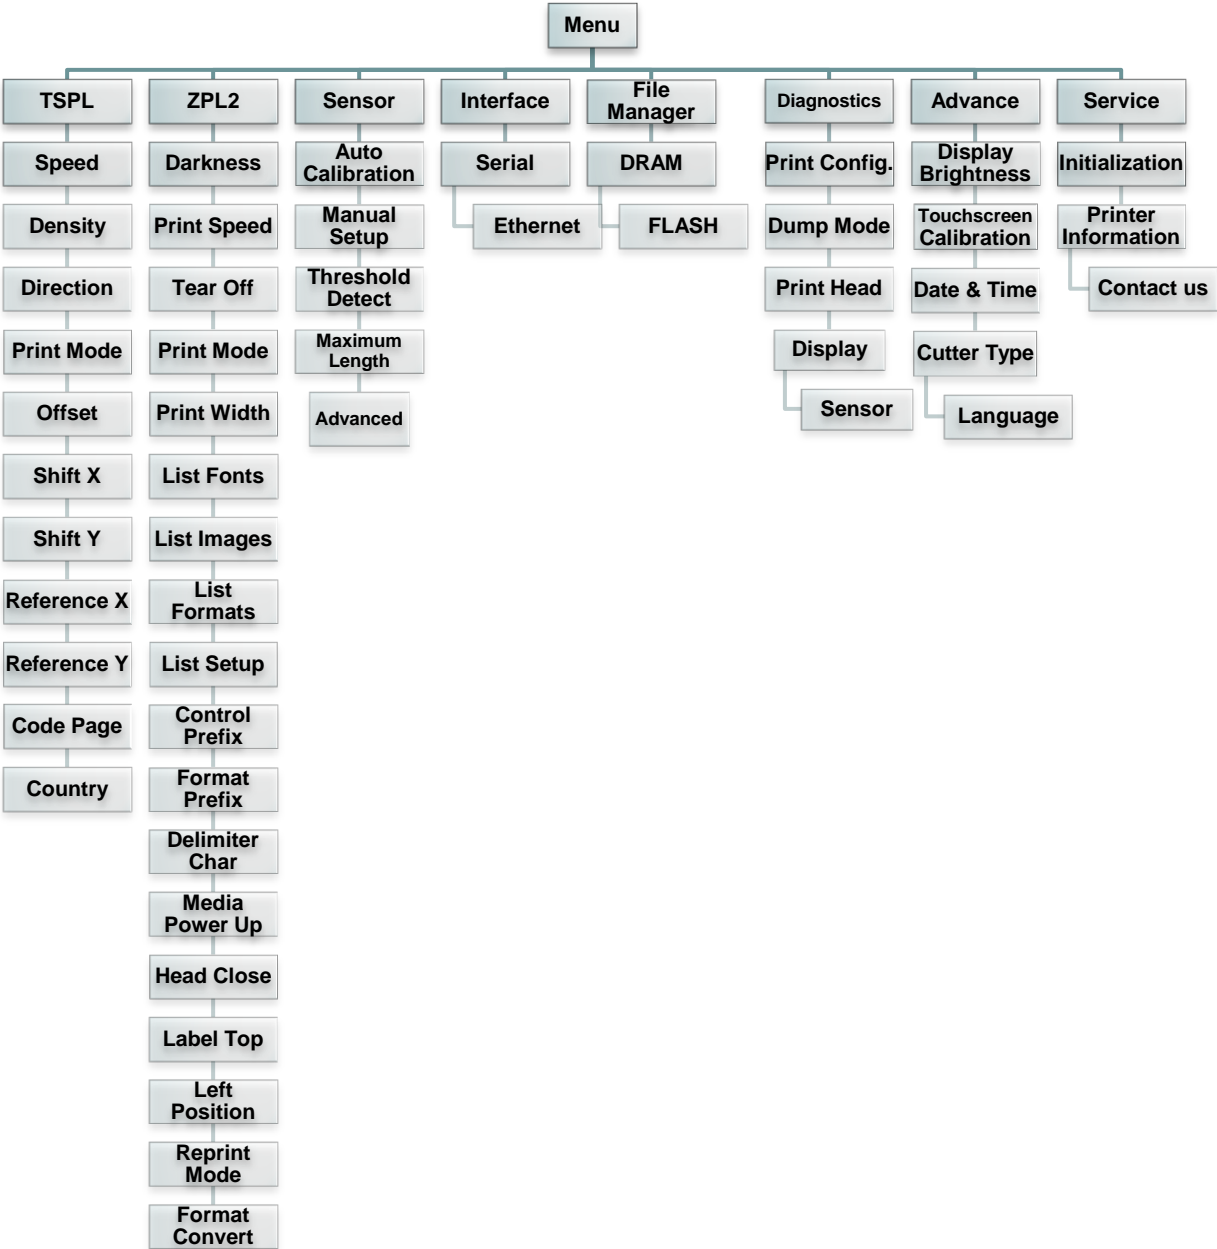 Menu
TSPL
Speed
Density
Direction
Print Mode
Offset
Shift X
Shift Y
Reference X
Reference Y
Code Page
Country
ZPL2
Darkness
Print Speed
Tear Off
Print Mode
Print Width
List Fonts
List Images
List
Formats
List Setup
Control
Prefix
Format
Prefix
Delimiter
Char
Media
Power Up
Head Close
Label Top
Left
Position
Reprint
Mode
Format
Convert
Sensor
Auto
Calibration
Manual
Setup
Threshold
Detect
Maximum
Length
Advanced
Interface
Serial
Ethernet
File
Manager
DRAM
FLASH
Diagnostics
Print Config.
Dump Mode
Print Head
Display
Sensor
Advance
Display
Brightness
Touchscreen
Calibration
Date & Time
Cutter Type
Language
Service
Initialization
Printer
Information
Contact us